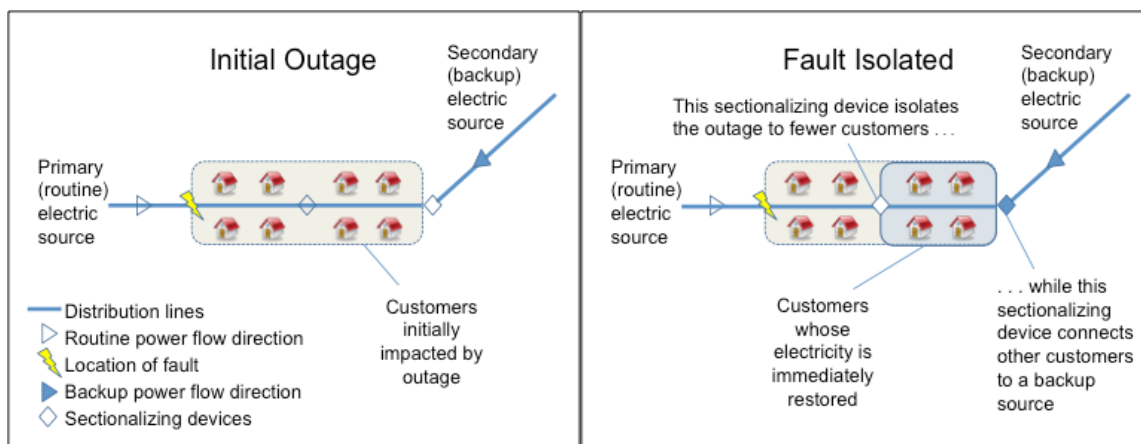 Initial Outage
Secondary
(backup)
electric
source
Primary
(routine)
electric
source
Customers
initially
impacted by
outage
Distribution lines
Routine power flow direction
Location of fault
Backup power flow direction
Sectionalizing devices
Fault Isolated
Secondary
(backup)
electric
source
This sectionalizing device isolates
the outage to fewer customers . . .
Primary
(routine)
electric
source
Customers
whose
electricity is
immediately
restored
. . . while this
sectionalizing
device connects
other customers
to a backup
source